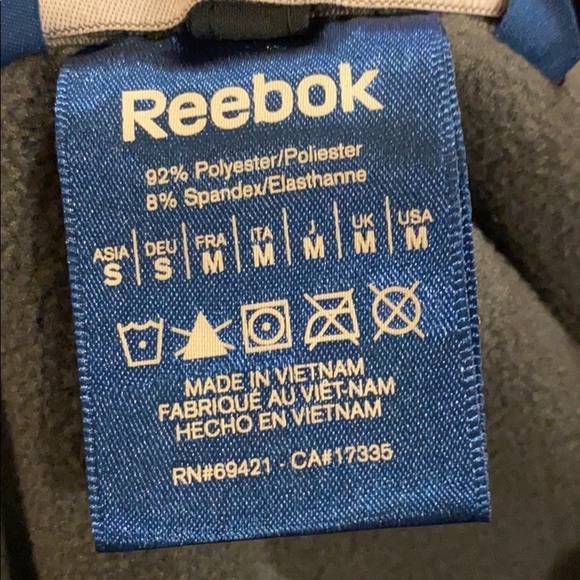 Reebok
92% Polyester/Poliester
8% Spandex/Elasthanne
ASIA S | DEU S | FRA M | ITA M | J M | UK M | USA M
MADE IN VIETNAM
FABRIQUÉ AU VIÊT-NAM
HECHO EN VIETNAM
RN#69421 - CA#17335